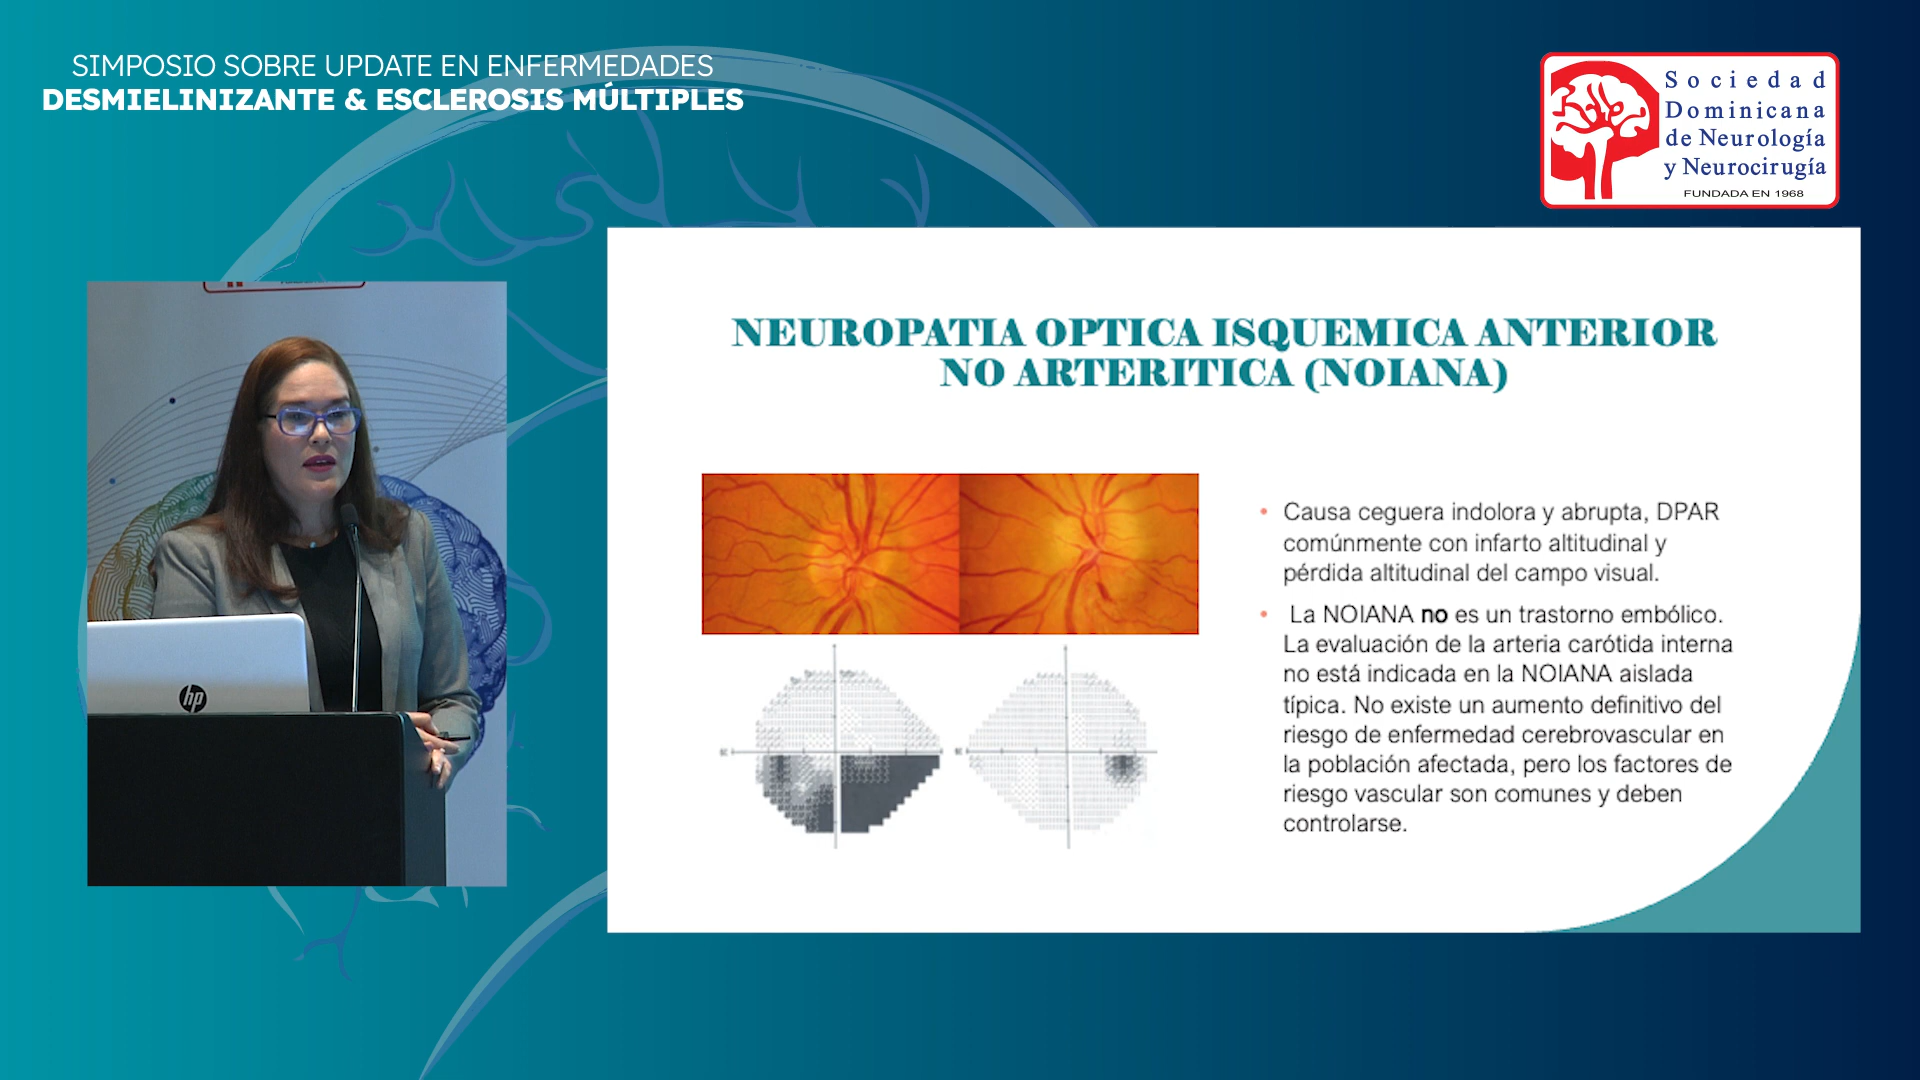 SIMPOSIO SOBRE UPDATE EN ENFERMEDADES
DESMIELINIZANTE & ESCLEROSIS MÚLTIPLES
Sociedad
Dominicana
de Neurología
y Neurocirugía
FUNDADA EN 1968
NEUROPATIA OPTICA ISQUEMICA ANTERIOR
NO ARTERITICA (NOIANA)
• Causa ceguera indolora y abrupta, DPAR
comúnmente con infarto altitudinal y
pérdida altitudinal del campo visual.
• La NOIANA no es un trastorno embólico.
La evaluación de la arteria carótida interna
no está indicada en la NOIANA aislada
típica. No existe un aumento definitivo del
riesgo de enfermedad cerebrovascular en
la población afectada, pero los factores de
riesgo vascular son comunes y deben
controlarse.
hp